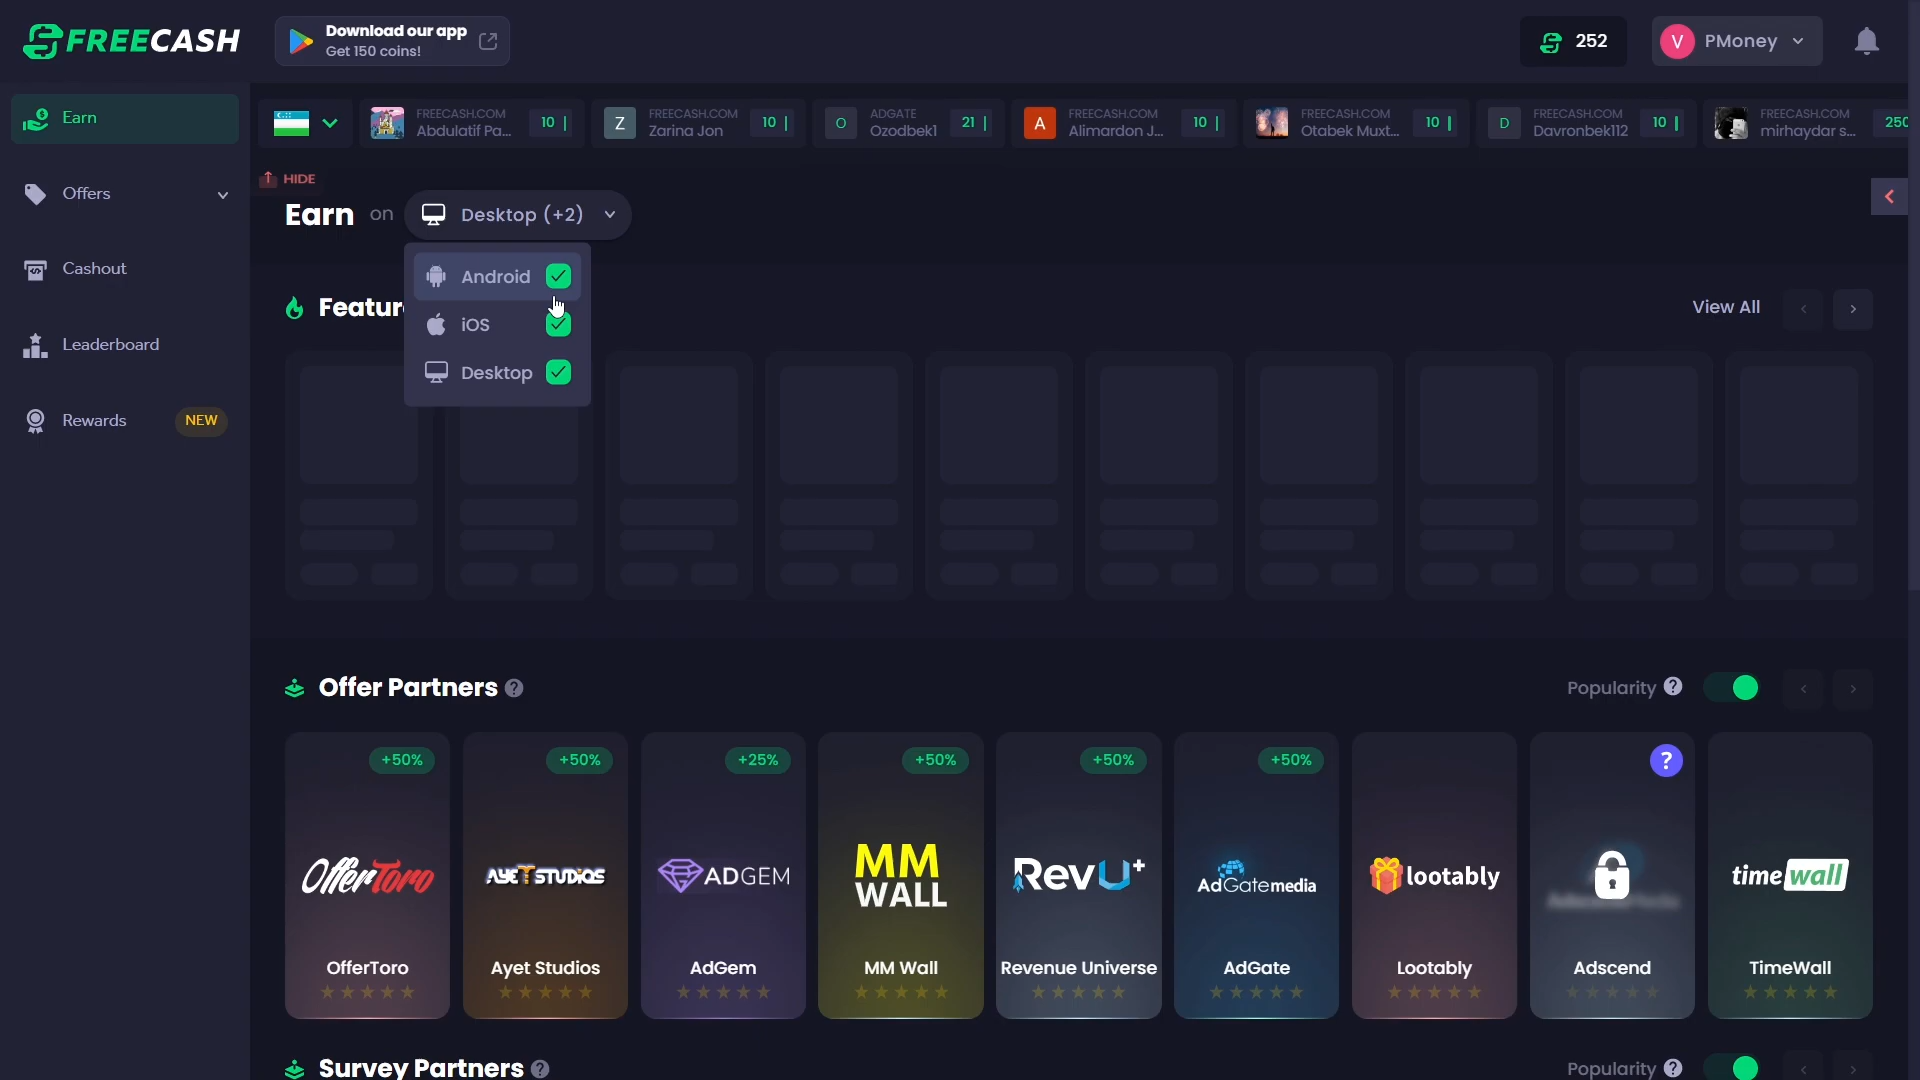 FREECASH
Download our app
Get 150 coins!
252
V
PMoney
Earn
Offers
Cashout
Leaderboard
Rewards
NEW
FREECASH.COM
Abdulatif Pa...
10
Z
FREECASH.COM
Zarina Jon
10
O
ADGATE
Ozodbek1
21
A
FREECASH.COM
Alimardon J...
10
FREECASH.COM
Otabek Muxt...
10
D
FREECASH.COM
Davronbek112
10
FREECASH.COM
mirhaydar s...
250
HIDE
Earn on Desktop (+2)
Android
iOS
Desktop
Featur
View All
Offer Partners ?
Popularity ?
+50%
OfferToro
OfferToro
+50%
AYET STUDIOS
Ayet Studios
+25%
ADGEM
AdGem
+50%
MM
WALL
MM Wall
+50%
RevU+
Revenue Universe
+50%
AdGatemedia
AdGate
lootably
Lootably
?
Adscend
timewall
TimeWall
Survey Partners ?
Popularity ?